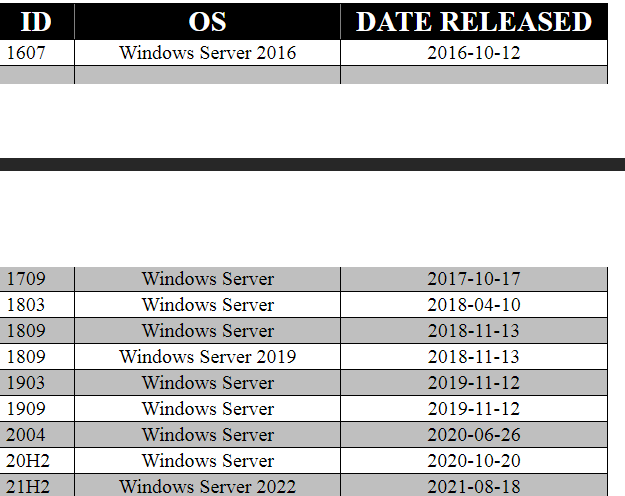 ID OS DATE RELEASED
1607 Windows Server 2016 2016-10-12
1709 Windows Server 2017-10-17
1803 Windows Server 2018-04-10
1809 Windows Server 2018-11-13
1809 Windows Server 2019 2018-11-13
1903 Windows Server 2019-11-12
1909 Windows Server 2019-11-12
2004 Windows Server 2020-06-26
20H2 Windows Server 2020-10-20
21H2 Windows Server 2022 2021-08-18